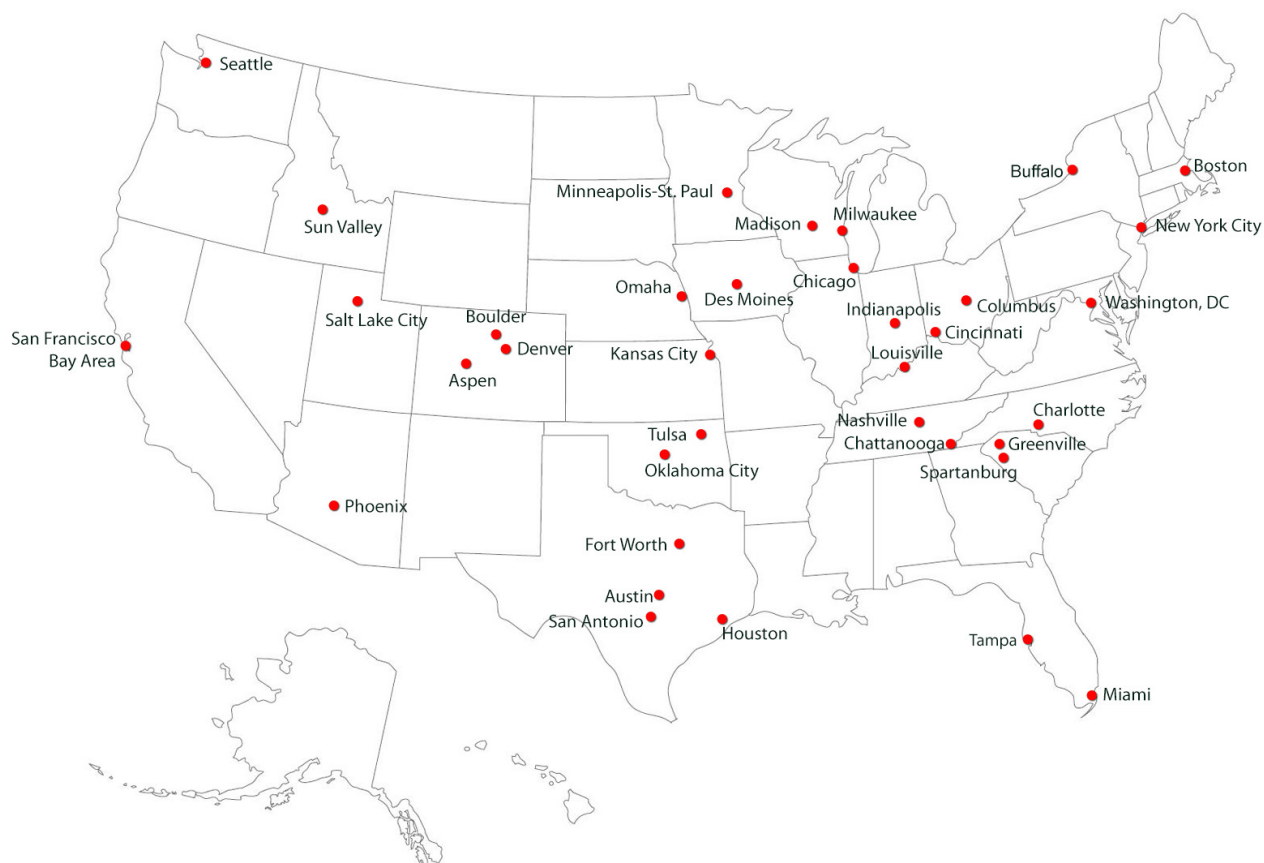 Seattle
Buffalo
Boston
Minneapolis-St. Paul
Madison
Milwaukee
Sun Valley
New York City
Chicago
Omaha
Des Moines
Washington, DC
Columbus
Indianapolis
Salt Lake City
Boulder
Cincinnati
San Francisco
Bay Area
Denver
Kansas City
Louisville
Aspen
Charlotte
Nashville
Tulsa
Chattanooga
Greenville
Oklahoma City
Spartanburg
Phoenix
Fort Worth
Austin
San Antonio
Houston
Tampa
Miami